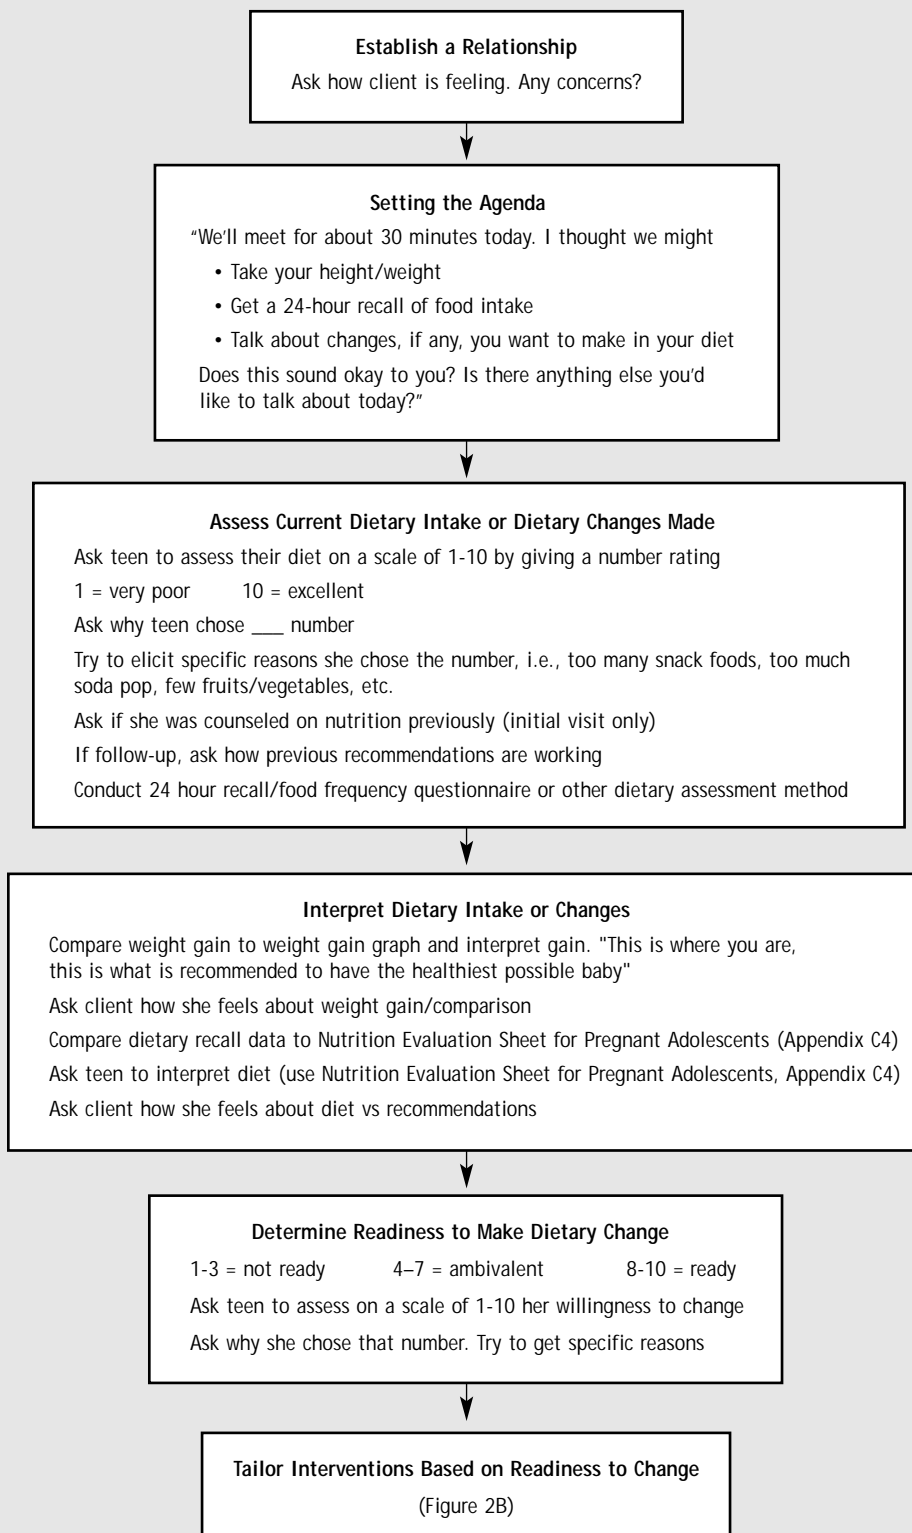 Establish a Relationship
Ask how client is feeling. Any concerns?
Setting the Agenda
“We’ll meet for about 30 minutes today. I thought we might
• Take your height/weight
• Get a 24-hour recall of food intake
• Talk about changes, if any, you want to make in your diet
Does this sound okay to you? Is there anything else you’d
like to talk about today?”
Assess Current Dietary Intake or Dietary Changes Made
Ask teen to assess their diet on a scale of 1-10 by giving a number rating
1 = very poor 10 = excellent
Ask why teen chose ___ number
Try to elicit specific reasons she chose the number, i.e., too many snack foods, too much
soda pop, few fruits/vegetables, etc.
Ask if she was counseled on nutrition previously (initial visit only)
If follow-up, ask how previous recommendations are working
Conduct 24 hour recall/food frequency questionnaire or other dietary assessment method
Interpret Dietary Intake or Changes
Compare weight gain to weight gain graph and interpret gain. "This is where you are,
this is what is recommended to have the healthiest possible baby"
Ask client how she feels about weight gain/comparison
Compare dietary recall data to Nutrition Evaluation Sheet for Pregnant Adolescents (Appendix C4)
Ask teen to interpret diet (use Nutrition Evaluation Sheet for Pregnant Adolescents, Appendix C4)
Ask client how she feels about diet vs recommendations
Determine Readiness to Make Dietary Change
1-3 = not ready 4–7 = ambivalent 8-10 = ready
Ask teen to assess on a scale of 1-10 her willingness to change
Ask why she chose that number. Try to get specific reasons
Tailor Interventions Based on Readiness to Change
(Figure 2B)